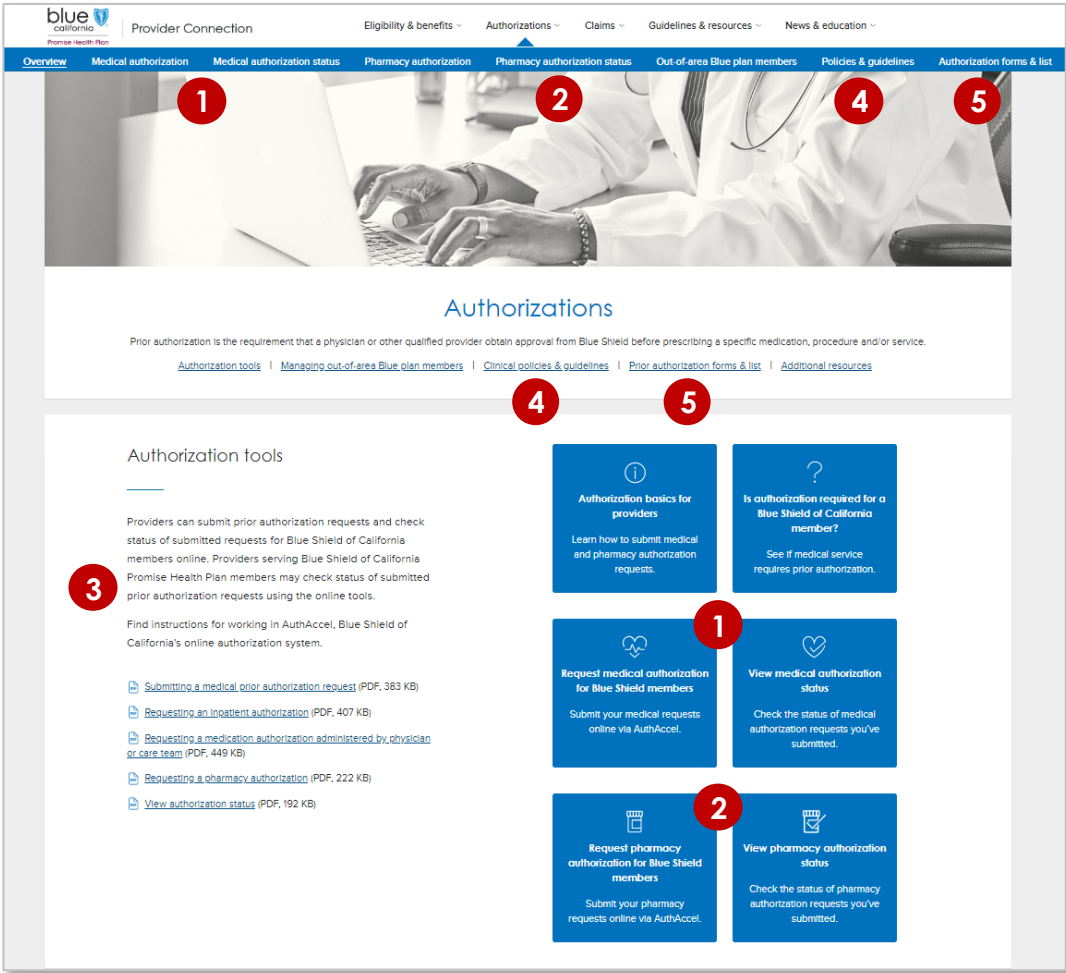 blue
california
Promise Health Plan
Provider Connection
Eligibility & benefits
Authorizations
Claims
Guidelines & resources
News & education
Overview
Medical authorization
Medical authorization status
Pharmacy authorization
Pharmacy authorization status
Out-of-area Blue plan members
Policies & guidelines
Authorization forms & list
1
2
4
5
Authorizations
Prior authorization is the requirement that a physician or other qualified provider obtain approval from Blue Shield before prescribing a specific medication, procedure and/or service.
Authorization tools | Managing out-of-area Blue plan members | Clinical policies & guidelines | Prior authorization forms & list | Additional resources
4
5
Authorization tools
Providers can submit prior authorization requests and check
status of submitted requests for Blue Shield of California
members online. Providers serving Blue Shield of California
Promise Health Plan members may check status of submitted
prior authorization requests using the online tools.
3
Find instructions for working in AuthAccel, Blue Shield of
California's online authorization system.
Submitting a medical prior authorization request (PDF, 383 KB)
Requesting an inpatient authorization (PDF, 407 KB)
Requesting a medication authorization administered by physician
or care team (PDF, 449 KB)
Requesting a pharmacy authorization (PDF, 222 KB)
View authorization status (PDF, 192 KB)
Authorization basics for
providers
Learn how to submit medical
and pharmacy authorization
requests.
Is authorization required for a
Blue Shield of California
member?
See if medical service
requires prior authorization.
1
Request medical authorization
for Blue Shield members
Submit your medical requests
online via AuthAccel.
View medical authorization
status
Check the status of medical
authorization requests you've
submitted.
2
Request pharmacy
authorization for Blue Shield
members
Submit your pharmacy
requests online via AuthAccel.
View pharmacy authorization
status
Check the status of pharmacy
authorization requests you've
submitted.